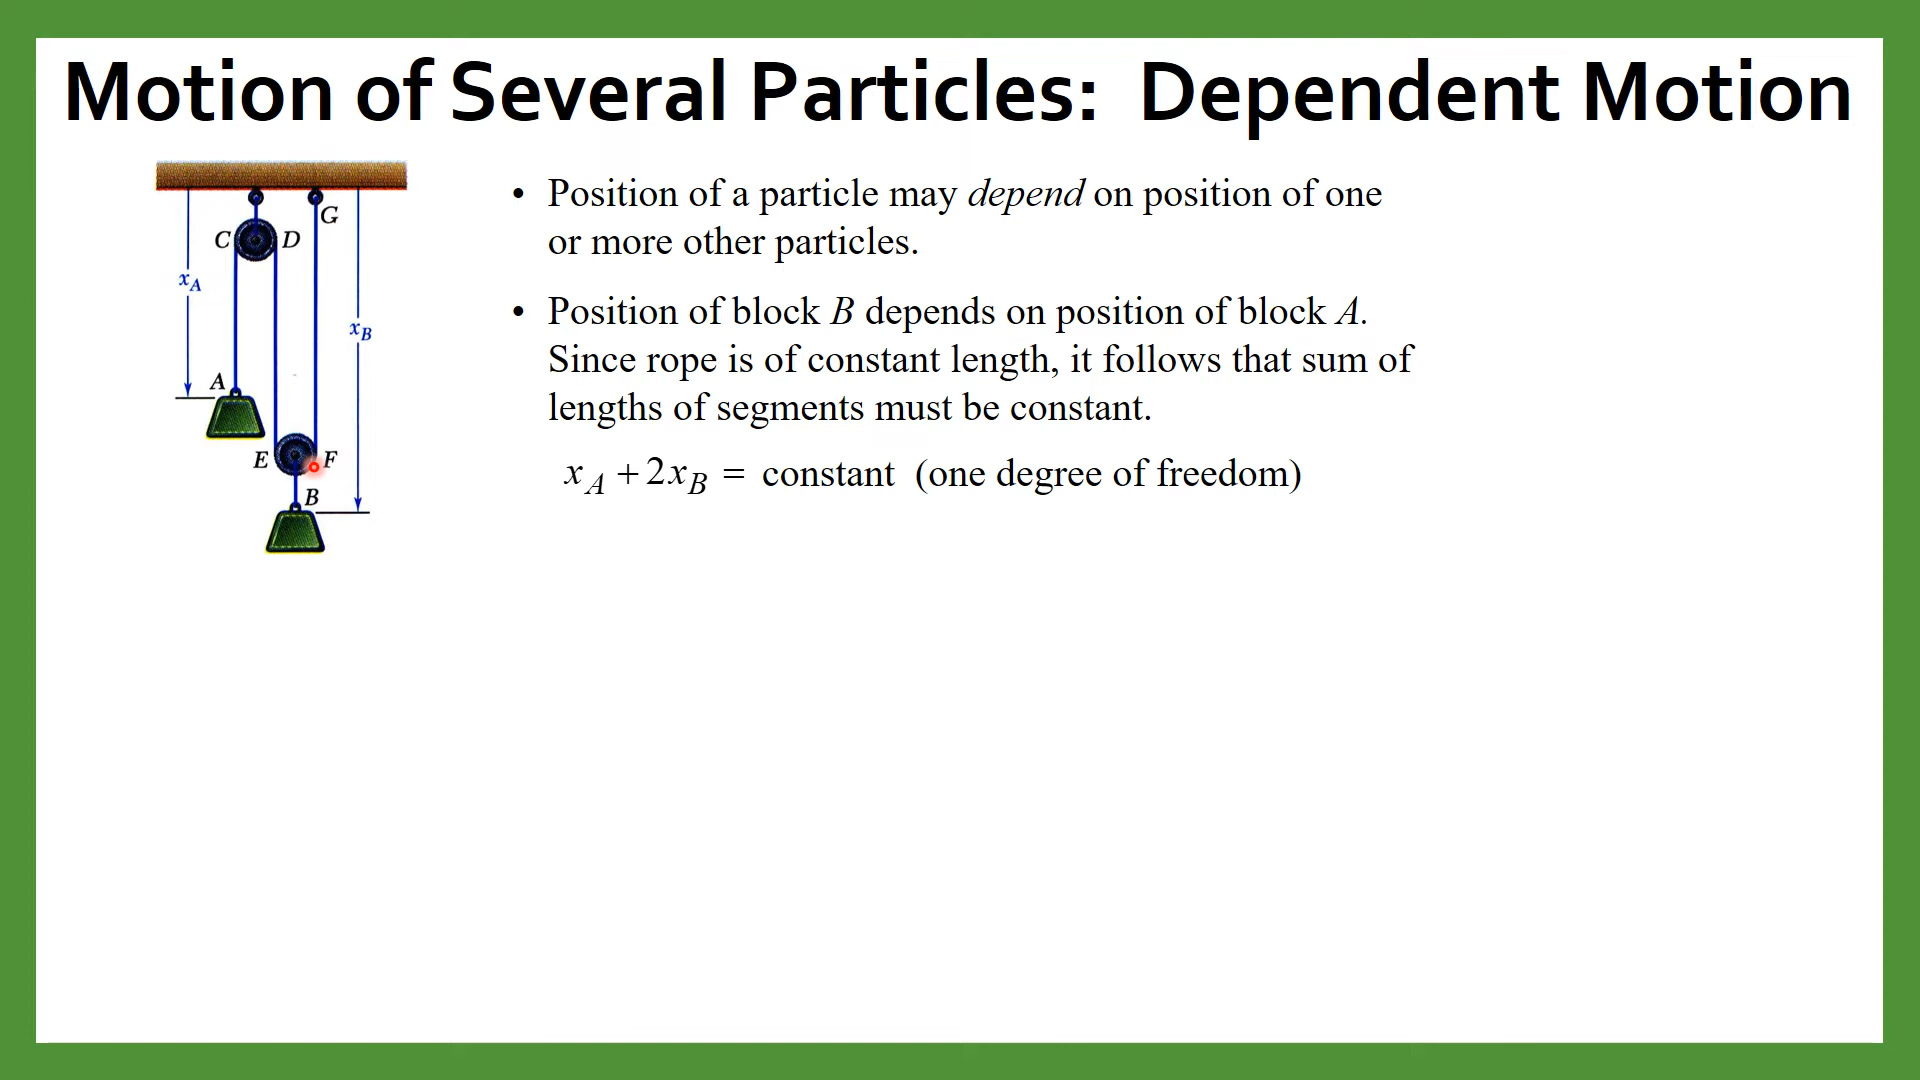 Motion of Several Particles: Dependent Motion
G
C
D
x_A
x_B
A
E
F
B
• Position of a particle may depend on position of one
or more other particles.
• Position of block B depends on position of block A.
Since rope is of constant length, it follows that sum of
lengths of segments must be constant.
x_A + 2x_B = constant (one degree of freedom)